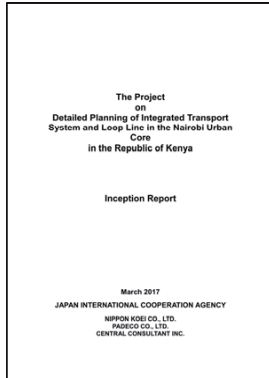 The Project
on
Detailed Planning of Integrated Transport
System and Loop Line in the Nairobi Urban
Core
in the Republic of Kenya
Inception Report
March 2017
JAPAN INTERNATIONAL COOPERATION AGENCY
NIPPON KOEI CO., LTD.
PADECO CO., LTD.
CENTRAL CONSULTANT INC.